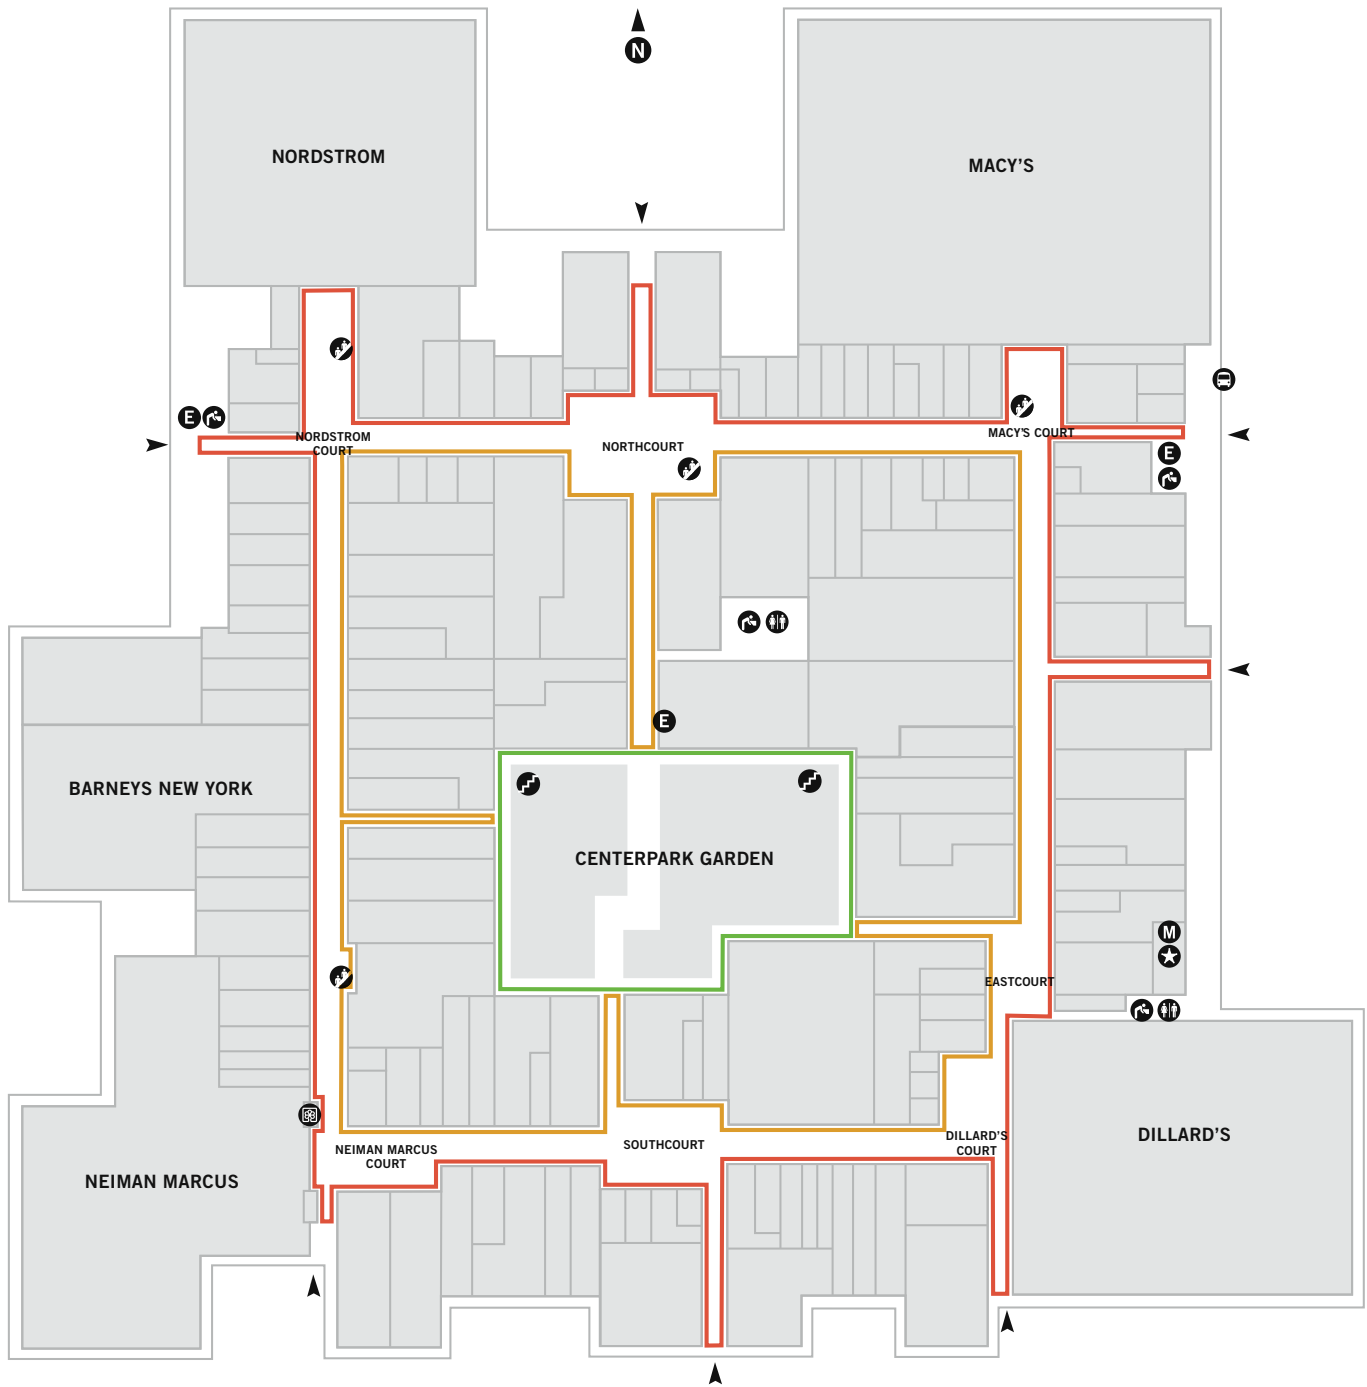 N
NORDSTROM
MACY'S
E
NORDSTROM
COURT
NORTHCOURT
MACY'S COURT
E
E
BARNEYS NEW YORK
CENTERPARK GARDEN
M
EASTCOURT
NEIMAN MARCUS
COURT
SOUTHCOURT
DILLARD'S
COURT
DILLARD'S
NEIMAN MARCUS